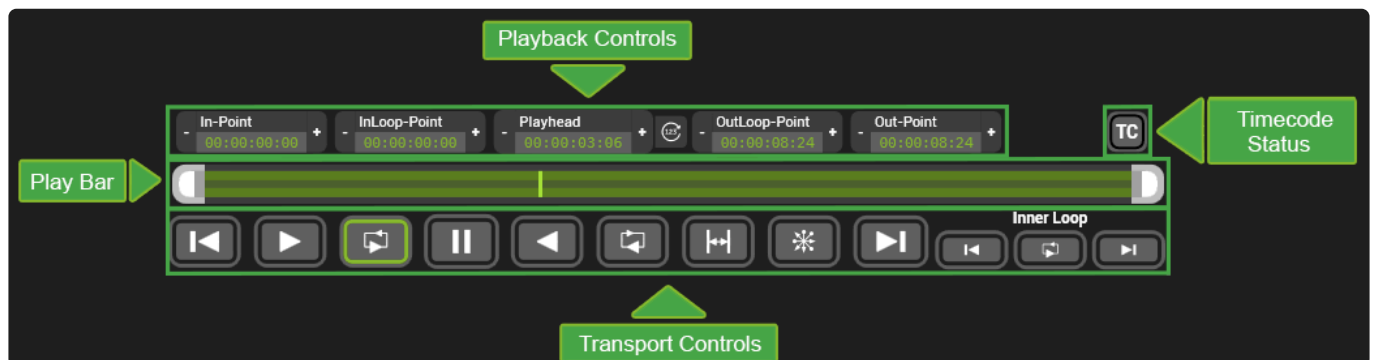 Playback Controls
In-Point
InLoop-Point
Playhead
OutLoop-Point
Out-Point
- 00:00:00:00 +
- 00:00:00:00 +
- 00:00:03:06 +
123
- 00:00:08:24 +
- 00:00:08:24 +
TC
Timecode
Status
Play Bar
Inner Loop
Transport Controls